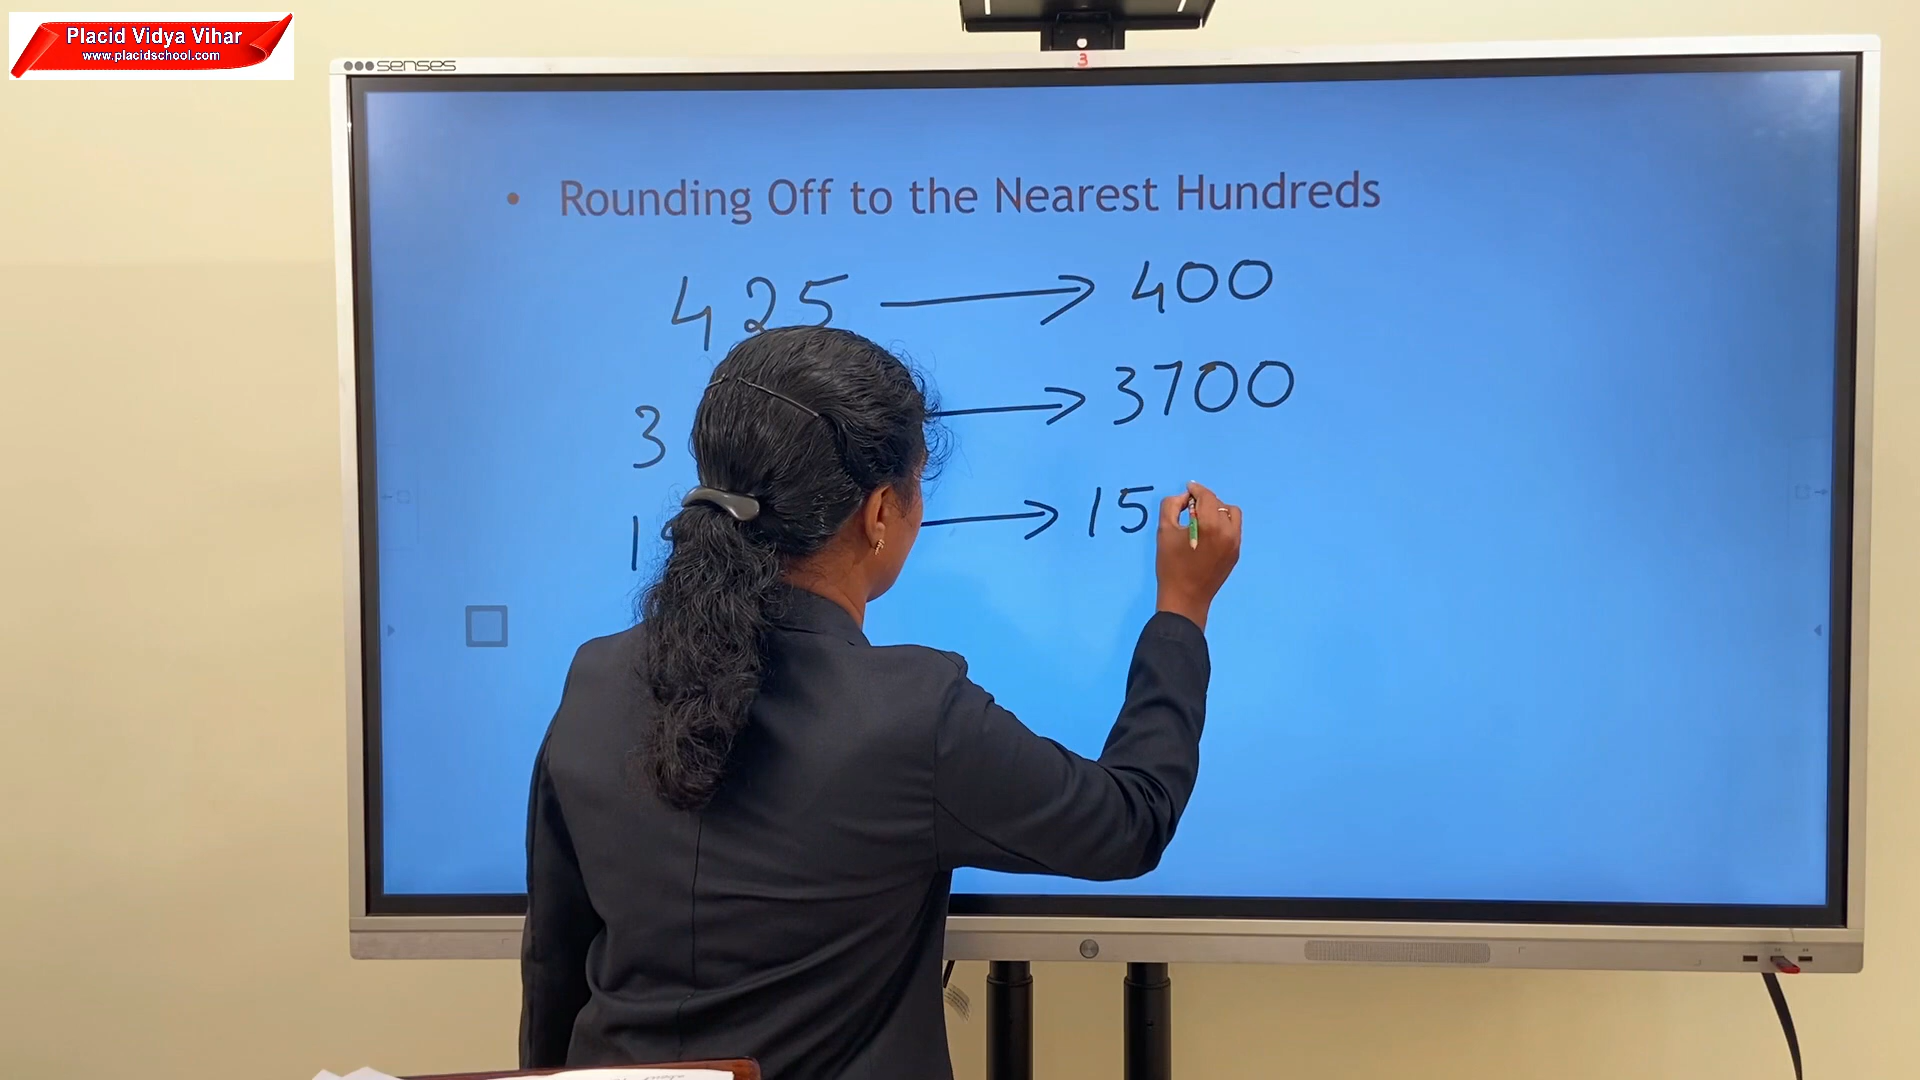 Placid Vidya Vihar
www.placidschool.com
senses
3
• Rounding Off to the Nearest Hundreds
425 → 400
3 → 3700
1 → 15